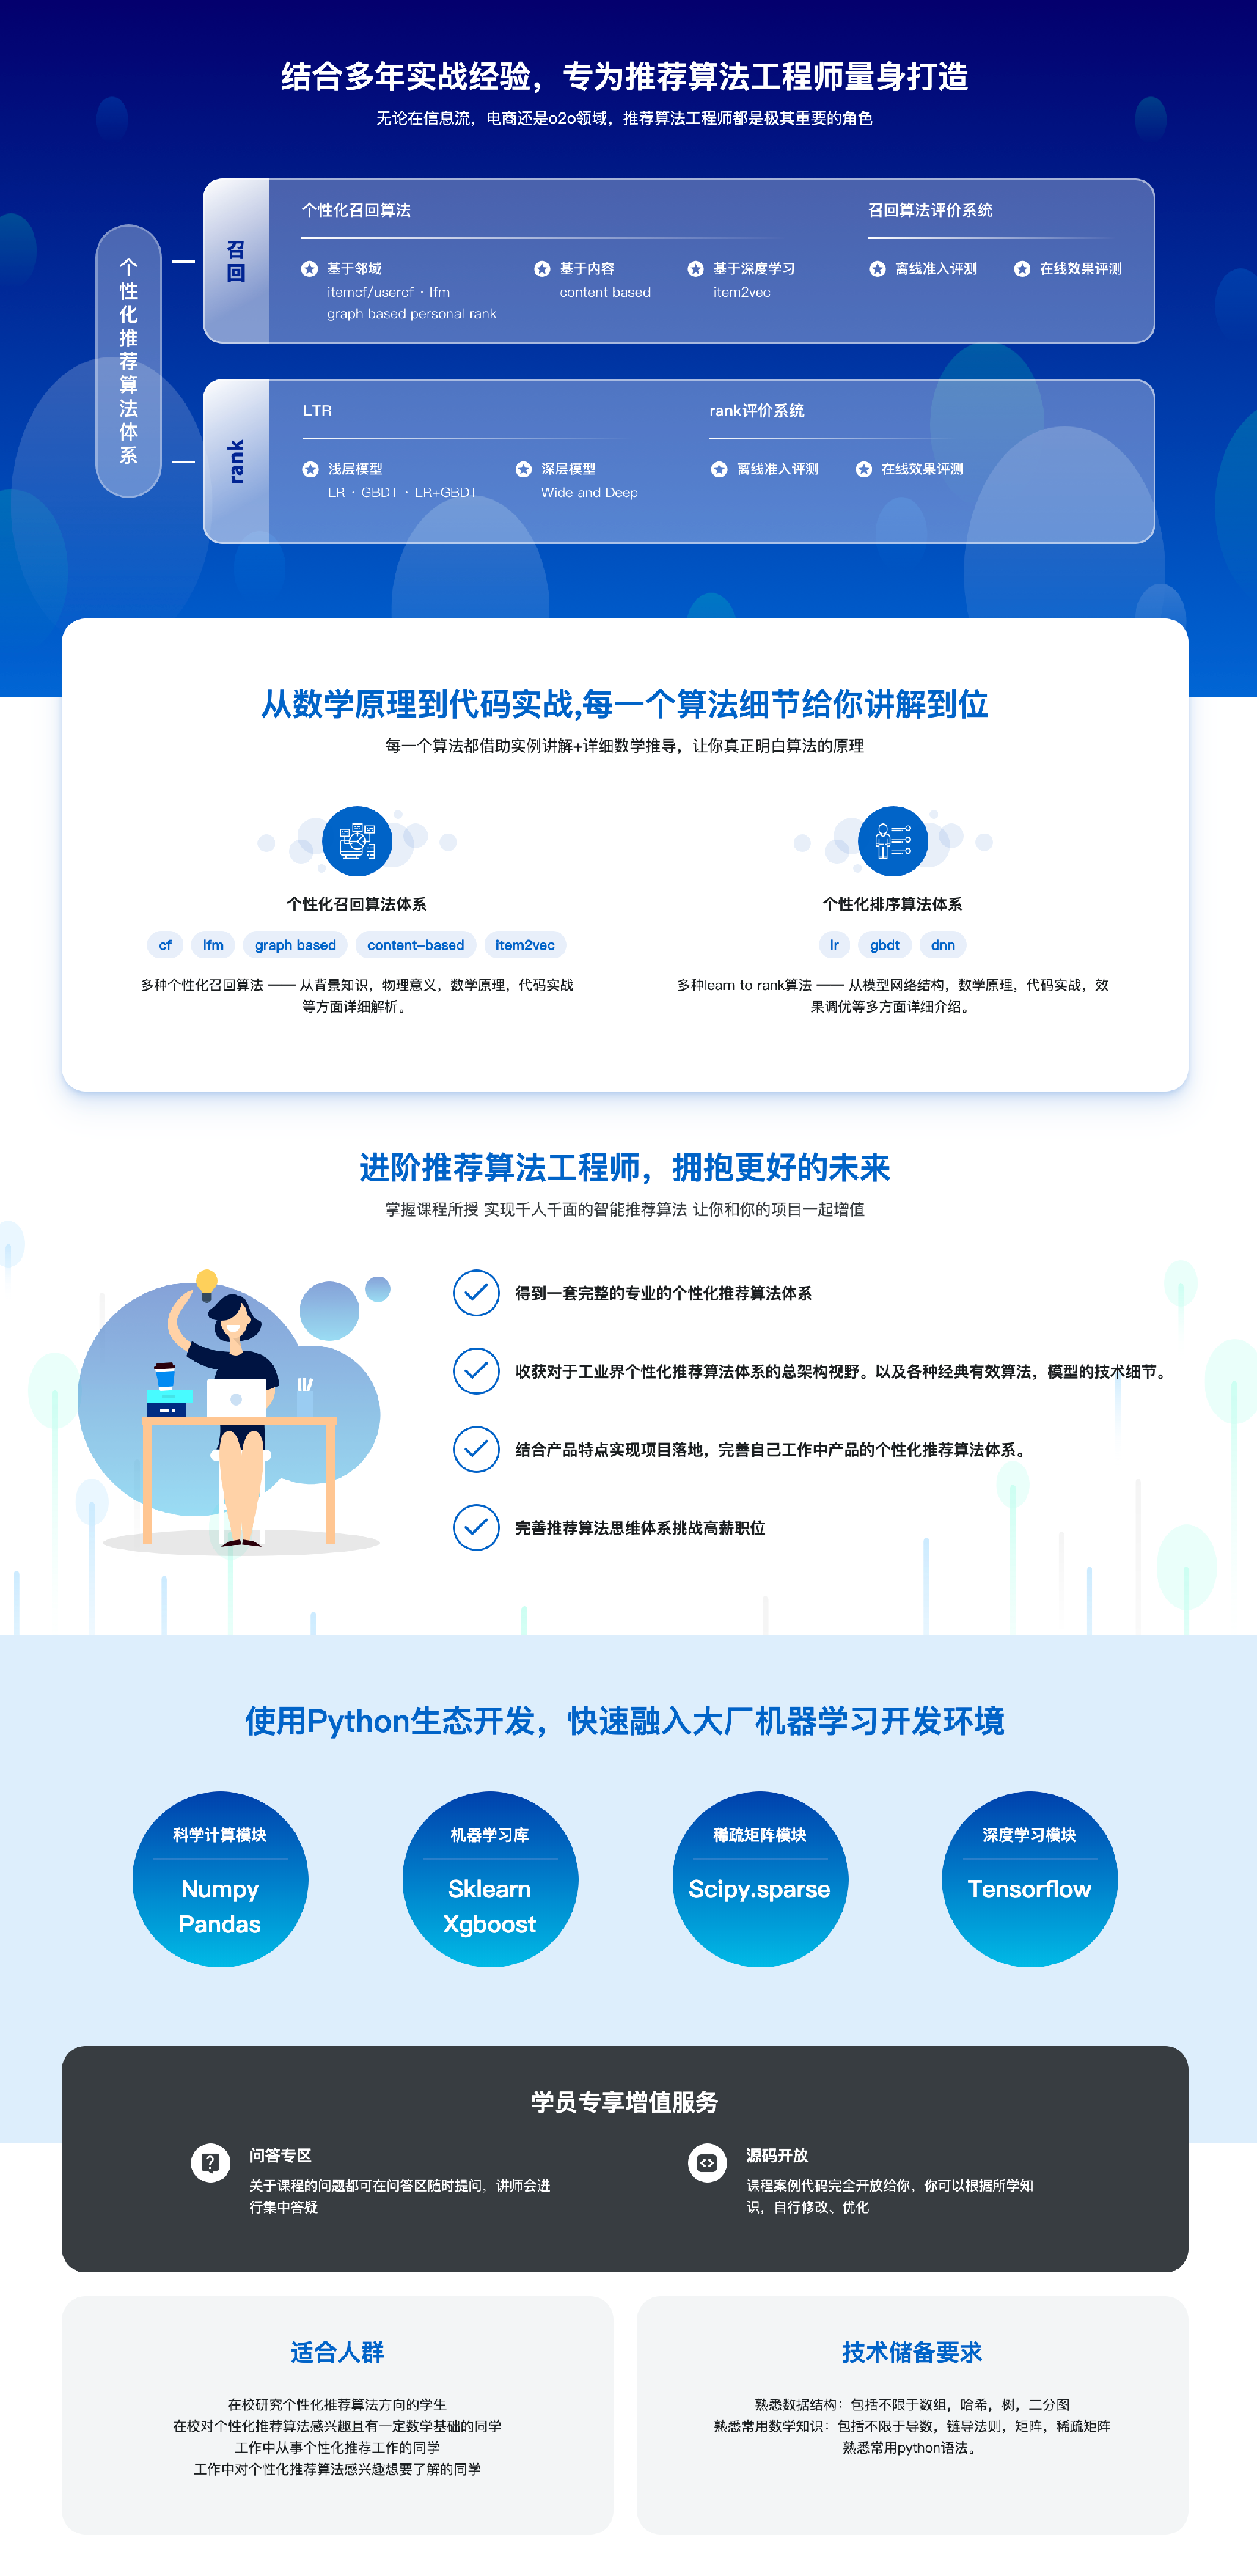 结合多年实战经验，专为推荐算法工程师量身打造
无论在信息流，电商还是o2o领域，推荐算法工程师都是极其重要的角色
个性化推荐算法体系
召回
个性化召回算法
基于邻域
itemcf/usercf · lfm
graph based personal rank
基于内容
content based
基于深度学习
item2vec
召回算法评价系统
离线准入评测
在线效果评测
rank
LTR
浅层模型
LR · GBDT · LR+GBDT
深层模型
Wide and Deep
rank评价系统
离线准入评测
在线效果评测
从数学原理到代码实战,每一个算法细节给你讲解到位
每一个算法都借助实例讲解+详细数学推导，让你真正明白算法的原理
个性化召回算法体系
cf lfm graph based content-based item2vec
多种个性化召回算法 —— 从背景知识，物理意义，数学原理，代码实战
等方面详细解析。
个性化排序算法体系
lr gbdt dnn
多种learn to rank算法 —— 从模型网络结构，数学原理，代码实战，效
果调优等多方面详细介绍。
进阶推荐算法工程师，拥抱更好的未来
掌握课程所授 实现千人千面的智能推荐算法 让你和你的项目一起增值
得到一套完整的专业的个性化推荐算法体系
收获对于工业界个性化推荐算法体系的总架构视野。以及各种经典有效算法，模型的技术细节。
结合产品特点实现项目落地，完善自己工作中产品的个性化推荐算法体系。
完善推荐算法思维体系挑战高薪职位
使用Python生态开发，快速融入大厂机器学习开发环境
科学计算模块
Numpy
Pandas
机器学习库
Sklearn
Xgboost
稀疏矩阵模块
Scipy.sparse
深度学习模块
Tensorflow
学员专享增值服务
问答专区
关于课程的问题都可在问答区随时提问，讲师会进
行集中答疑
源码开放
课程案例代码完全开放给你，你可以根据所学知
识，自行修改、优化
适合人群
在校研究个性化推荐算法方向的学生
在校对个性化推荐算法感兴趣且有一定数学基础的同学
工作中从事个性化推荐工作的同学
工作中对个性化推荐算法感兴趣想要了解的同学
技术储备要求
熟悉数据结构：包括不限于数组，哈希，树，二分图
熟悉常用数学知识：包括不限于导数，链导法则，矩阵，稀疏矩阵
熟悉常用python语法。